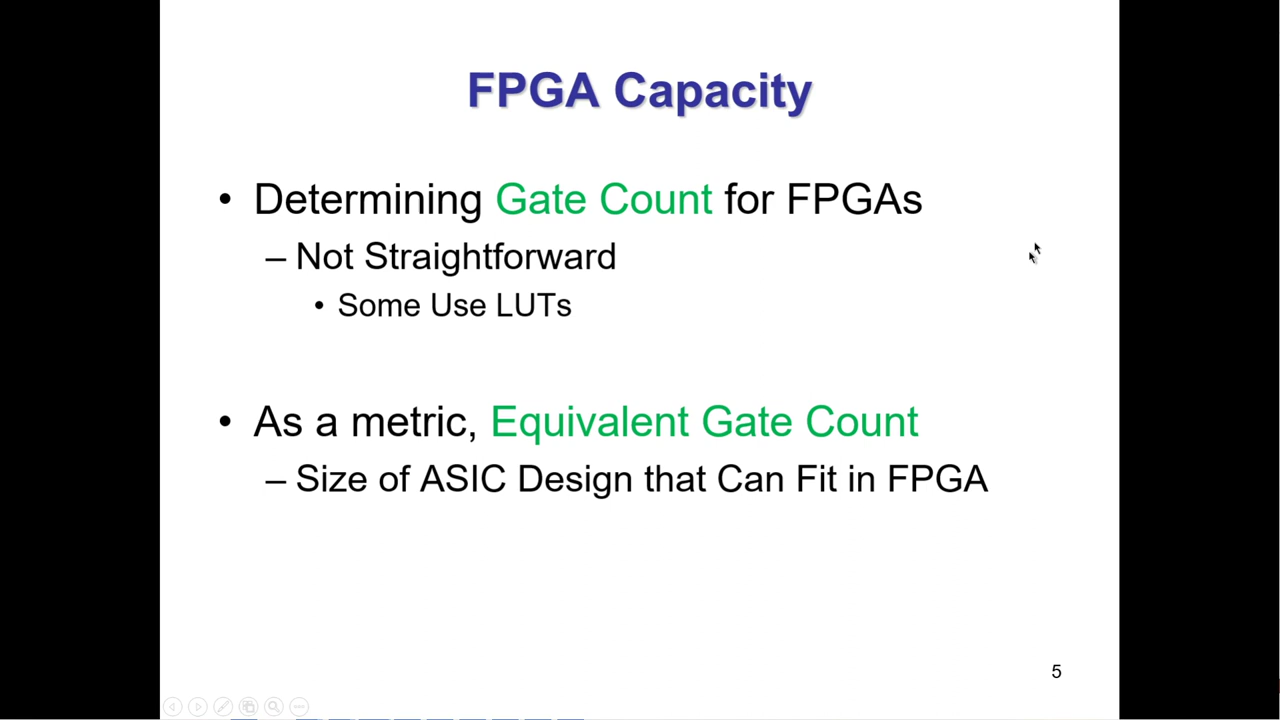 FPGA Capacity
• Determining Gate Count for FPGAs
– Not Straightforward
• Some Use LUTs
• As a metric, Equivalent Gate Count
– Size of ASIC Design that Can Fit in FPGA
5